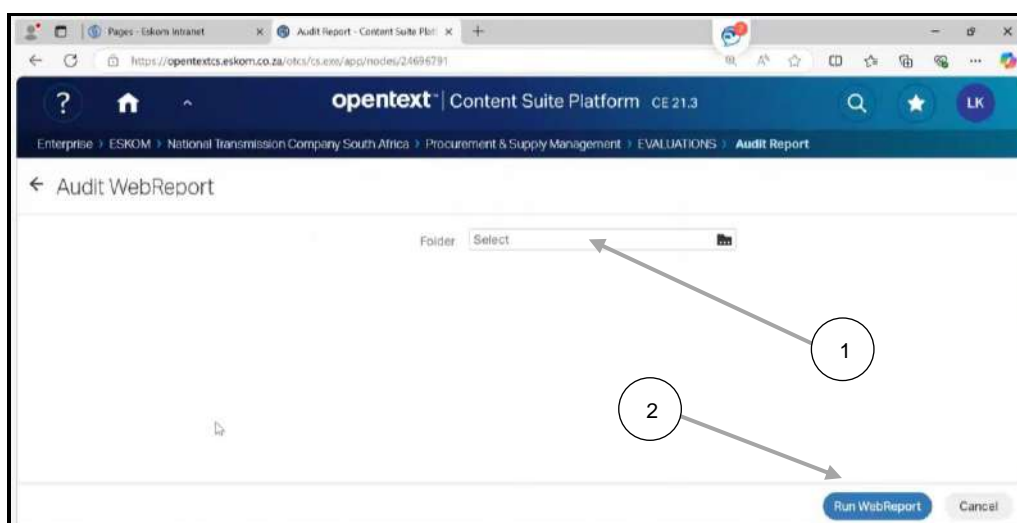 Pages - Eskom Intranet
Audit Report - Content Suite Plat
https://opentextcs.eskom.co.za/otcs/cs.exe/app/nodes/24696791
opentext™ | Content Suite Platform CE 21.3
LK
Enterprise > ESKOM > National Transmission Company South Africa > Procurement & Supply Management > EVALUATIONS > Audit Report
Audit WebReport
Folder Select
1
2
Run WebReport Cancel